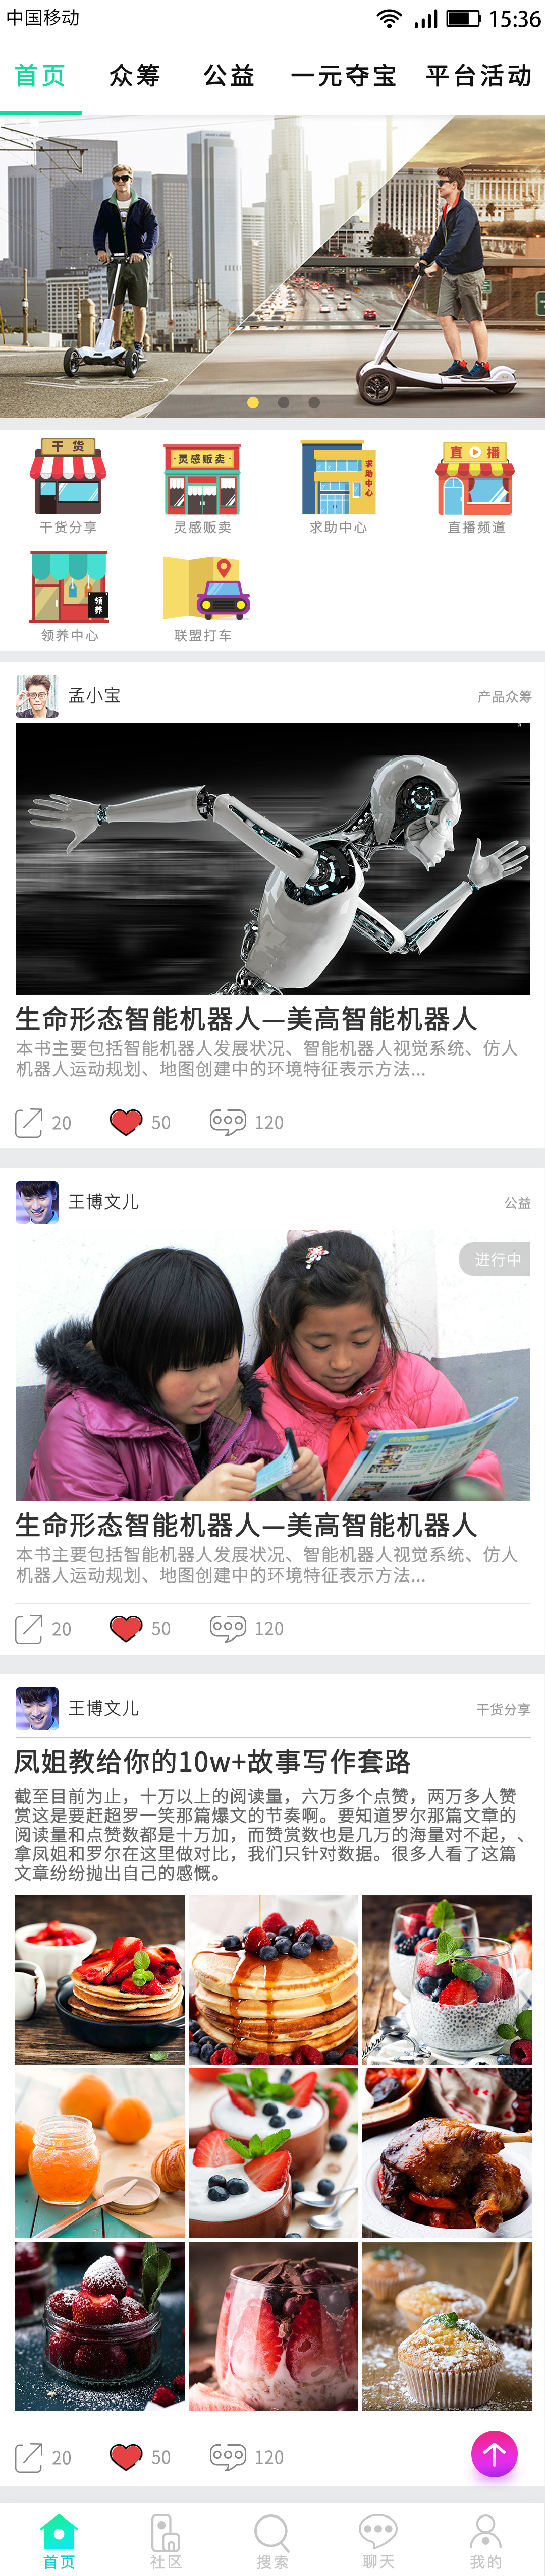 中国移动 15:36
首页 众筹 公益 一元夺宝 平台活动
干货 灵感贩卖 求助中心 直播
干货分享 灵感贩卖 求助中心 直播频道
领养
领养中心 联盟打车
孟小宝 产品众筹
生命形态智能机器人—美高智能机器人
本书主要包括智能机器人发展状况、智能机器人视觉系统、仿人
机器人运动规划、地图创建中的环境特征表示方法...
20 50 120
王博文儿 公益
进行中
生命形态智能机器人—美高智能机器人
本书主要包括智能机器人发展状况、智能机器人视觉系统、仿人
机器人运动规划、地图创建中的环境特征表示方法...
20 50 120
王博文儿 干货分享
凤姐教给你的10w+故事写作套路
截至目前为止，十万以上的阅读量，六万多个点赞，两万多人赞
赏这是要赶超罗一笑那篇爆文的节奏啊。要知道罗尔那篇文章的
阅读量和点赞数都是十万加，而赞赏数也是几万的海量对不起，、
拿凤姐和罗尔在这里做对比，我们只针对数据。很多人看了这篇
文章纷纷抛出自己的感慨。
20 50 120
首页 社区 搜索 聊天 我的